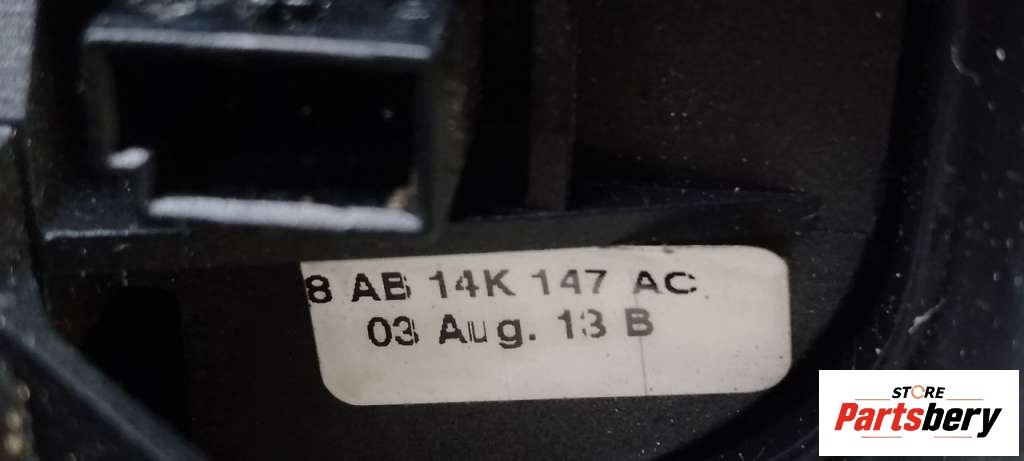 8 AB 14K 147 AC
03 Aug. 13 B
STORE
Partsbery